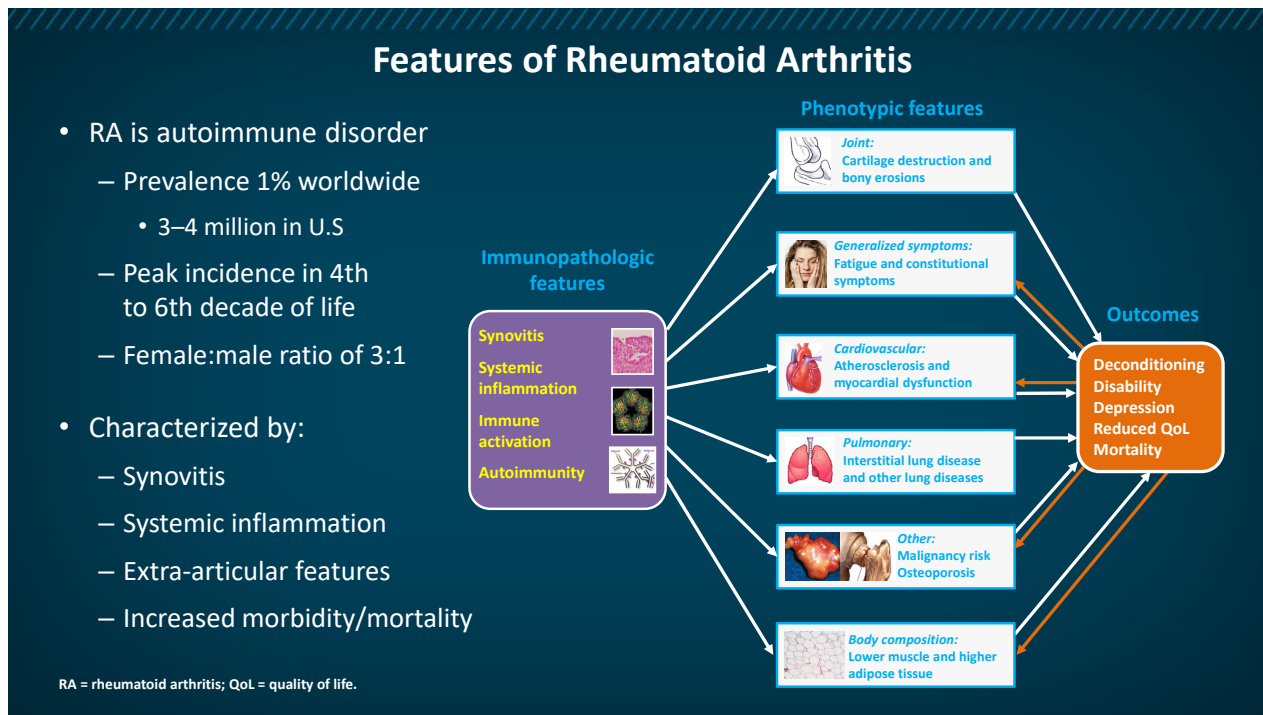 Features of Rheumatoid Arthritis
• RA is autoimmune disorder
– Prevalence 1% worldwide
• 3–4 million in U.S
– Peak incidence in 4th
to 6th decade of life
– Female:male ratio of 3:1
• Characterized by:
– Synovitis
– Systemic inflammation
– Extra-articular features
– Increased morbidity/mortality
RA = rheumatoid arthritis; QoL = quality of life.
Immunopathologic
features
Synovitis
Systemic
inflammation
Immune
activation
Autoimmunity
Phenotypic features
Joint:
Cartilage destruction and
bony erosions
Generalized symptoms:
Fatigue and constitutional
symptoms
Cardiovascular:
Atherosclerosis and
myocardial dysfunction
Pulmonary:
Interstitial lung disease
and other lung diseases
Other:
Malignancy risk
Osteoporosis
Body composition:
Lower muscle and higher
adipose tissue
Outcomes
Deconditioning
Disability
Depression
Reduced QoL
Mortality